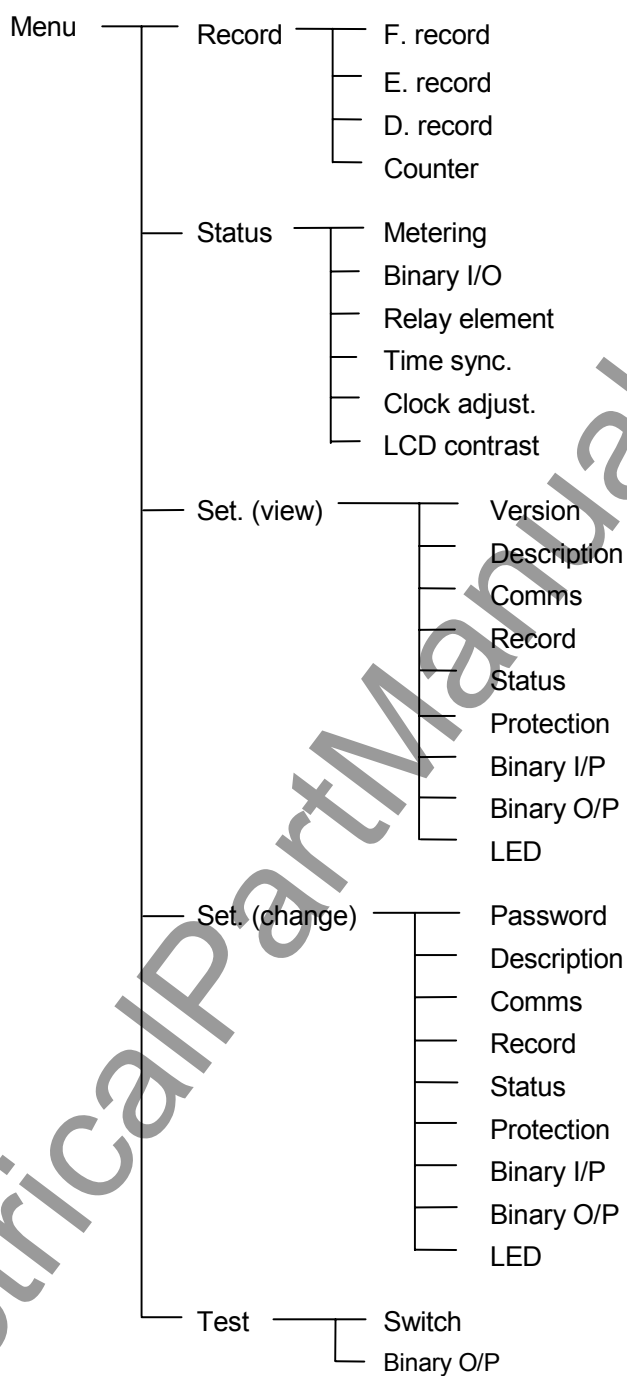 Menu Record F. record
E. record
D. record
Counter
Status Metering
Binary I/O
Relay element
Time sync.
Clock adjust.
LCD contrast
Set. (view) Version
Description
Comms
Record
Status
Protection
Binary I/P
Binary O/P
LED
Set. (change) Password
Description
Comms
Record
Status
Protection
Binary I/P
Binary O/P
LED
Test Switch
Binary O/P
tricalPartManual